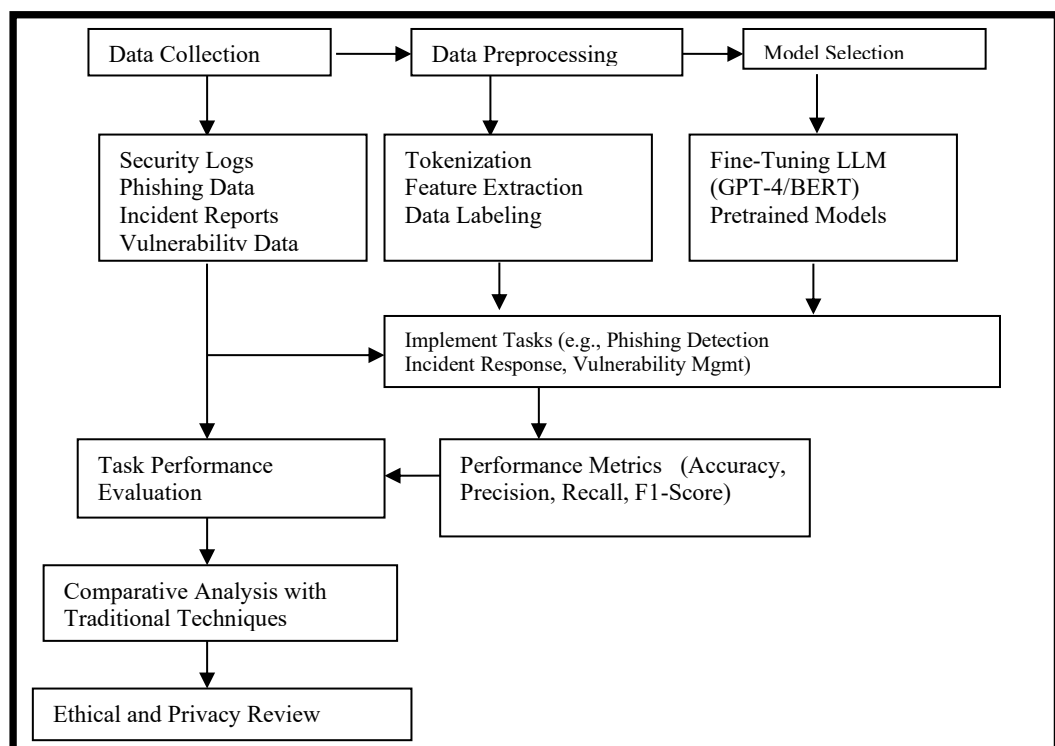 Data Collection
Data Preprocessing
Model Selection
Security Logs
Phishing Data
Incident Reports
Vulnerability Data
Tokenization
Feature Extraction
Data Labeling
Fine-Tuning LLM
(GPT-4/BERT)
Pretrained Models
Implement Tasks (e.g., Phishing Detection
Incident Response, Vulnerability Mgmt)
Task Performance
Evaluation
Performance Metrics (Accuracy,
Precision, Recall, F1-Score)
Comparative Analysis with
Traditional Techniques
Ethical and Privacy Review